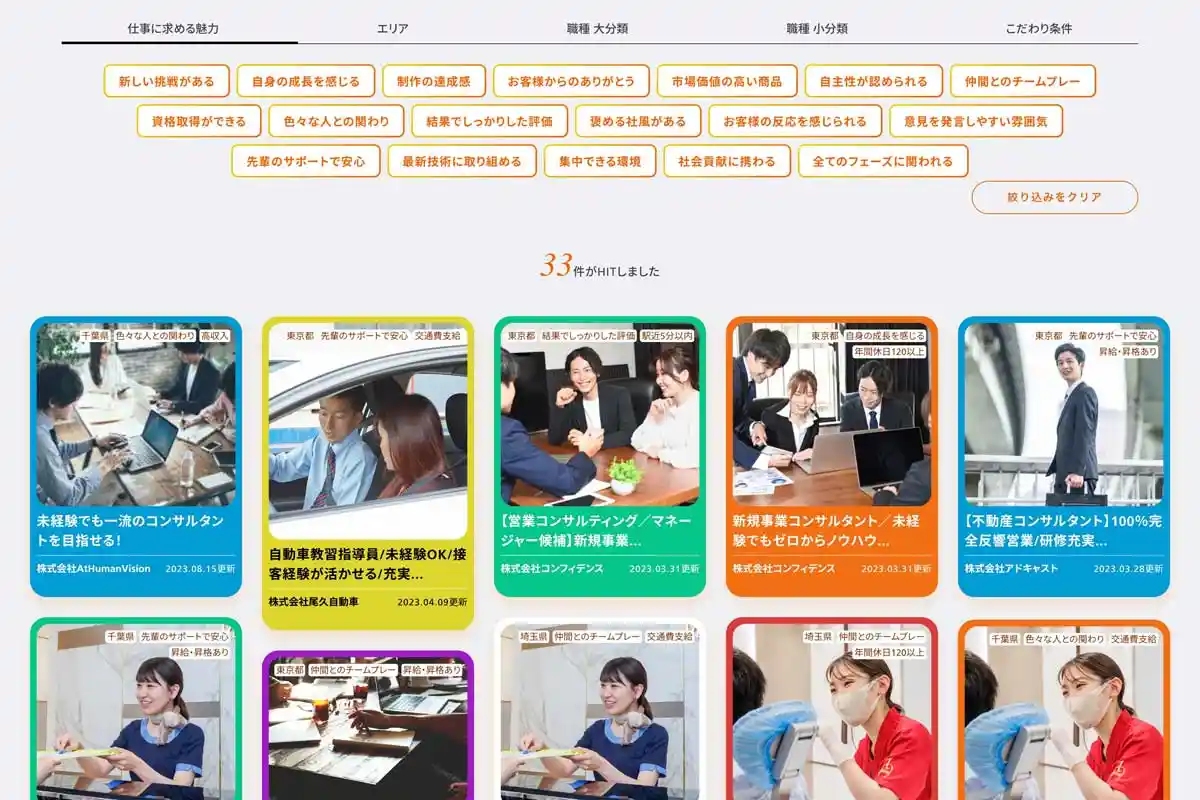 仕事に求める魅力
エリア
職種 大分類
職種 小分類
こだわり条件
新しい挑戦がある
自身の成長を感じる
制作の達成感
お客様からのありがとう
市場価値の高い商品
自主性が認められる
仲間とのチームプレー
資格取得ができる
色々な人との関わり
結果でしっかりした評価
褒める社風がある
お客様の反応を感じられる
意見を発言しやすい雰囲気
先輩のサポートで安心
最新技術に取り組める
集中できる環境
社会貢献に携わる
全てのフェーズに関われる
絞り込みをクリア
33件がHITしました
千葉県 色々な人との関わり 高収入
未経験でも一流のコンサルタン
トを目指せる!
株式会社AtHumanVision 2023.08.15更新
東京都 先輩のサポートで安心 交通費支給
自動車教習指導員/未経験OK/接
客経験が活かせる/充実...
株式会社尾久自動車 2023.04.09更新
東京都 結果でしっかりした評価 駅近5分以内
【営業コンサルティング／マネー
ジャー候補】新規事業...
株式会社コンフィデンス 2023.03.31更新
東京都 自身の成長を感じる
年間休日120以上
新規事業コンサルタント／未経
験でもゼロからノウハウ...
株式会社コンフィデンス 2023.03.31更新
東京都 先輩のサポートで安心
昇給・昇格あり
【不動産コンサルタント】100％完
全反響営業/研修充実...
株式会社アドキャスト 2023.03.28更新
千葉県 先輩のサポートで安心
昇給・昇格あり
東京都 仲間とのチームプレー 昇給・昇格あり
埼玉県 仲間とのチームプレー 交通費支給
埼玉県 仲間とのチームプレー
年間休日120以上
千葉県 色々な人との関わり 交通費支給